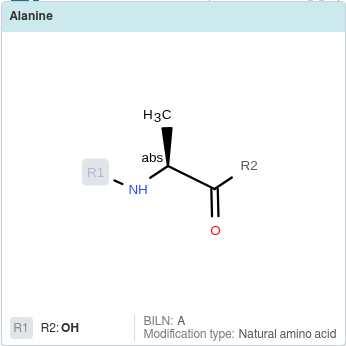 Alanine
H3C
abs
R1
NH
R2
O
R1 R2: OH
BILN: A
Modification type: Natural amino acid